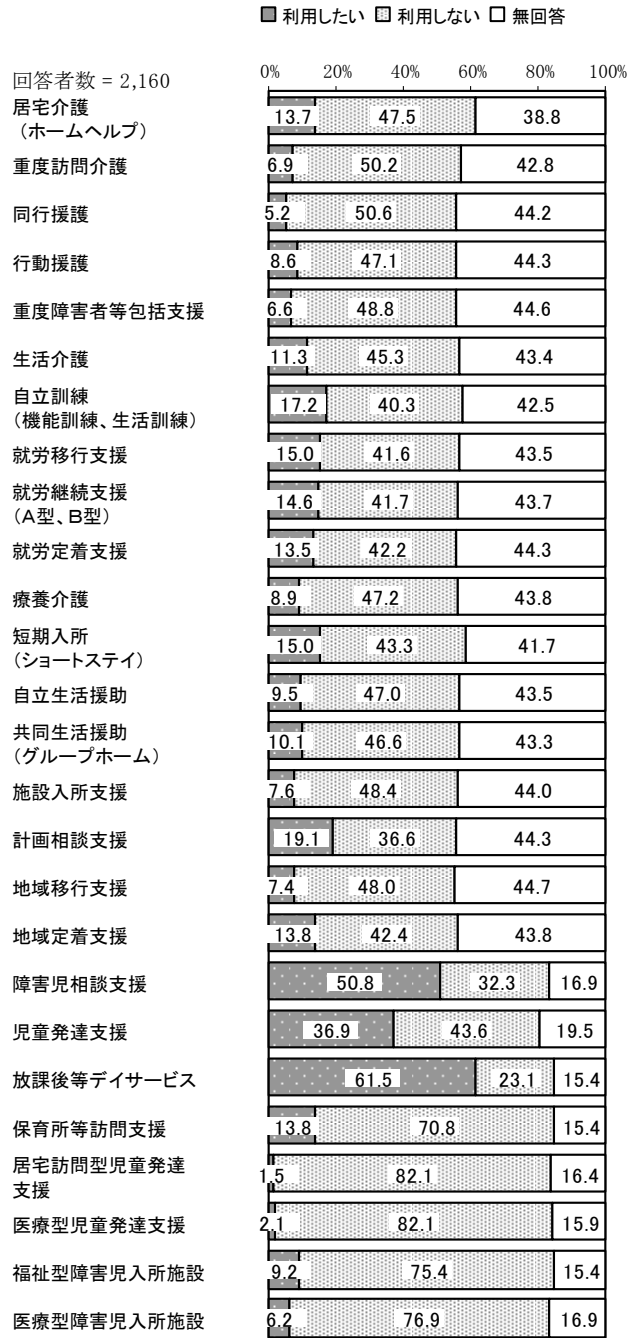 利用したい 利用しない 無回答
回答者数 = 2,160
0% 20% 40% 60% 80% 100%
居宅介護
（ホームヘルプ）
13.7 47.5 38.8
重度訪問介護
6.9 50.2 42.8
同行援護
5.2 50.6 44.2
行動援護
8.6 47.1 44.3
重度障害者等包括支援
6.6 48.8 44.6
生活介護
11.3 45.3 43.4
自立訓練
（機能訓練、生活訓練）
17.2 40.3 42.5
就労移行支援
15.0 41.6 43.5
就労継続支援
（Ａ型、Ｂ型）
14.6 41.7 43.7
就労定着支援
13.5 42.2 44.3
療養介護
8.9 47.2 43.8
短期入所
（ショートステイ）
15.0 43.3 41.7
自立生活援助
9.5 47.0 43.5
共同生活援助
（グループホーム）
10.1 46.6 43.3
施設入所支援
7.6 48.4 44.0
計画相談支援
19.1 36.6 44.3
地域移行支援
7.4 48.0 44.7
地域定着支援
13.8 42.4 43.8
障害児相談支援
50.8 32.3 16.9
児童発達支援
36.9 43.6 19.5
放課後等デイサービス
61.5 23.1 15.4
保育所等訪問支援
13.8 70.8 15.4
居宅訪問型児童発達
支援
1.5 82.1 16.4
医療型児童発達支援
2.1 82.1 15.9
福祉型障害児入所施設
9.2 75.4 15.4
医療型障害児入所施設
6.2 76.9 16.9